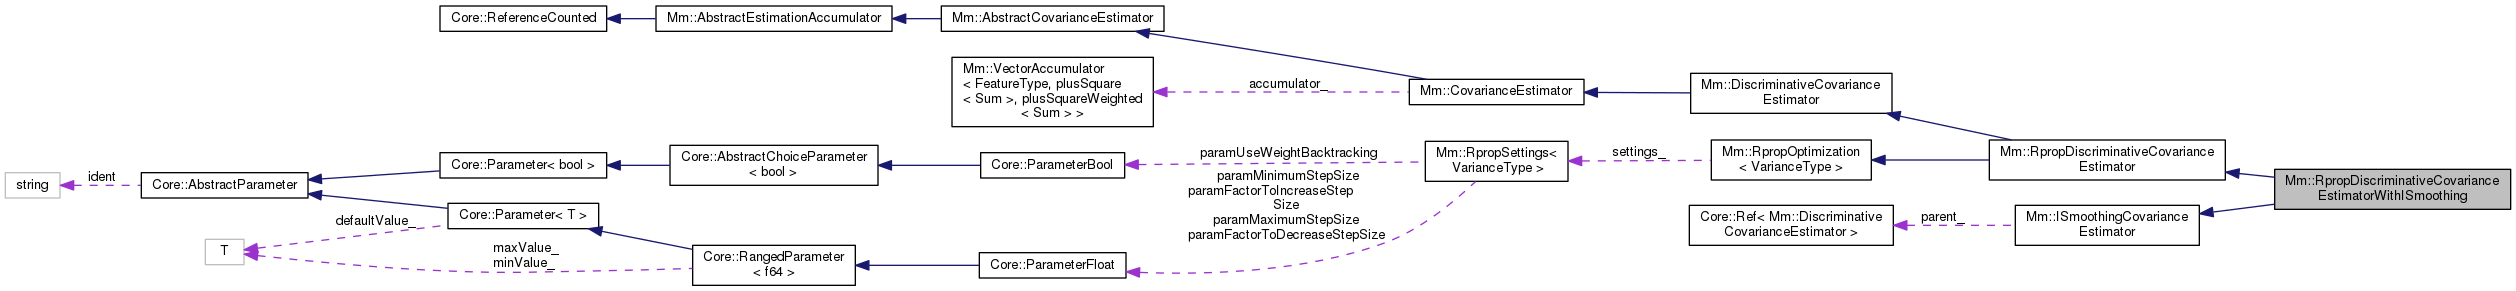 Core::ReferenceCounted
Mm::AbstractEstimationAccumulator
Mm::AbstractCovarianceEstimator
Mm::VectorAccumulator
< FeatureType, plusSquare
< Sum >, plusSquareWeighted
< Sum > >
accumulator_
Mm::CovarianceEstimator
Mm::DiscriminativeCovariance
Estimator
string
ident
Core::AbstractParameter
Core::Parameter< bool >
Core::AbstractChoiceParameter
< bool >
Core::ParameterBool
paramUseWeightBacktracking
Mm::RpropSettings<
VarianceType >
settings_
Mm::RpropOptimization
< VarianceType >
Mm::RpropDiscriminativeCovariance
Estimator
Mm::RpropDiscriminativeCovariance
EstimatorWithISmoothing
paramMinimumStepSize
paramFactorToIncreaseStep
Size
paramMaximumStepSize
paramFactorToDecreaseStepSize
T
defaultValue_
Core::Parameter< T >
maxValue_
minValue_
Core::RangedParameter
< f64 >
Core::ParameterFloat
Core::Ref< Mm::Discriminative
CovarianceEstimator >
parent_
Mm::ISmoothingCovariance
Estimator